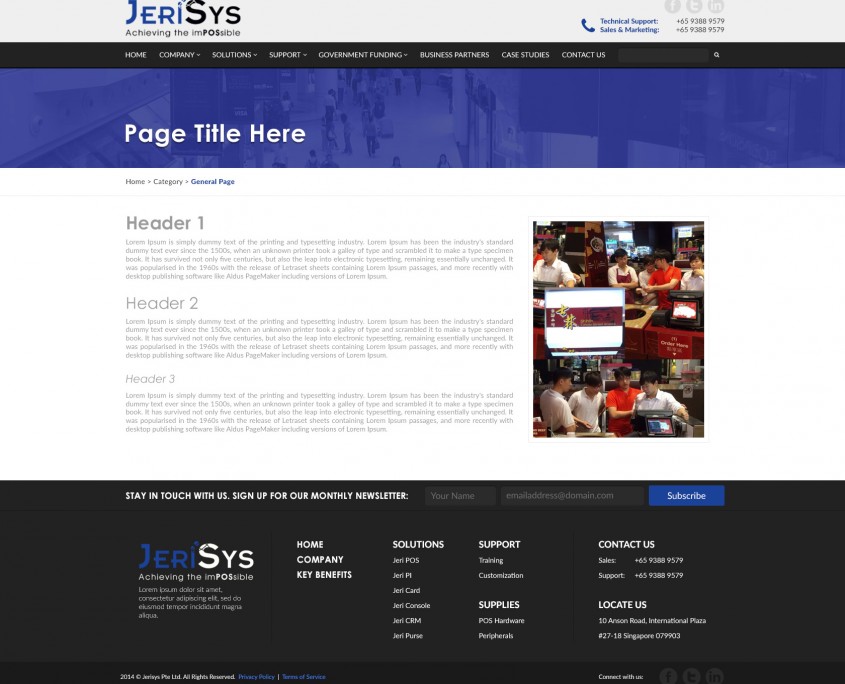 JERISYS
Achieving the imPOSsible
Technical Support: +65 9388 9579
Sales & Marketing: +65 9388 9579
HOME COMPANY SOLUTIONS SUPPORT GOVERNMENT FUNDING BUSINESS PARTNERS CASE STUDIES CONTACT US
Page Title Here
Home > Category > General Page
Header 1
Lorem Ipsum is simply dummy text of the printing and typesetting industry. Lorem Ipsum has been the industry's standard
dummy text ever since the 1500s, when an unknown printer took a galley of type and scrambled it to make a type specimen
book. It has survived not only five centuries, but also the leap into electronic typesetting, remaining essentially unchanged. It
was popularised in the 1960s with the release of Letraset sheets containing Lorem Ipsum passages, and more recently with
desktop publishing software like Aldus PageMaker including versions of Lorem Ipsum.
Header 2
Lorem Ipsum is simply dummy text of the printing and typesetting industry. Lorem Ipsum has been the industry's standard
dummy text ever since the 1500s, when an unknown printer took a galley of type and scrambled it to make a type specimen
book. It has survived not only five centuries, but also the leap into electronic typesetting, remaining essentially unchanged. It
was popularised in the 1960s with the release of Letraset sheets containing Lorem Ipsum passages, and more recently with
desktop publishing software like Aldus PageMaker including versions of Lorem Ipsum.
Header 3
Lorem Ipsum is simply dummy text of the printing and typesetting industry. Lorem Ipsum has been the industry's standard
dummy text ever since the 1500s, when an unknown printer took a galley of type and scrambled it to make a type specimen
book. It has survived not only five centuries, but also the leap into electronic typesetting, remaining essentially unchanged. It
was popularised in the 1960s with the release of Letraset sheets containing Lorem Ipsum passages, and more recently with
desktop publishing software like Aldus PageMaker including versions of Lorem Ipsum.
Order Here
STAY IN TOUCH WITH US. SIGN UP FOR OUR MONTHLY NEWSLETTER: Your Name emailaddress@domain.com Subscribe
JERISYS
Achieving the imPOSsible
Lorem ipsum dolor sit amet,
consectetur adipiscing elit, sed do
eiusmod tempor incididunt magna
aliqua.
HOME
COMPANY
KEY BENEFITS
SOLUTIONS
Jeri POS
Jeri PI
Jeri Card
Jeri Console
Jeri CRM
Jeri Purse
SUPPORT
Training
Customization
SUPPLIES
POS Hardware
Peripherals
CONTACT US
Sales: +65 9388 9579
Support: +65 9388 9579
LOCATE US
10 Anson Road, International Plaza
#27-18 Singapore 079903
2014 © Jerisys Pte Ltd. All Rights Reserved. Privacy Policy | Terms of Service
Connect with us: